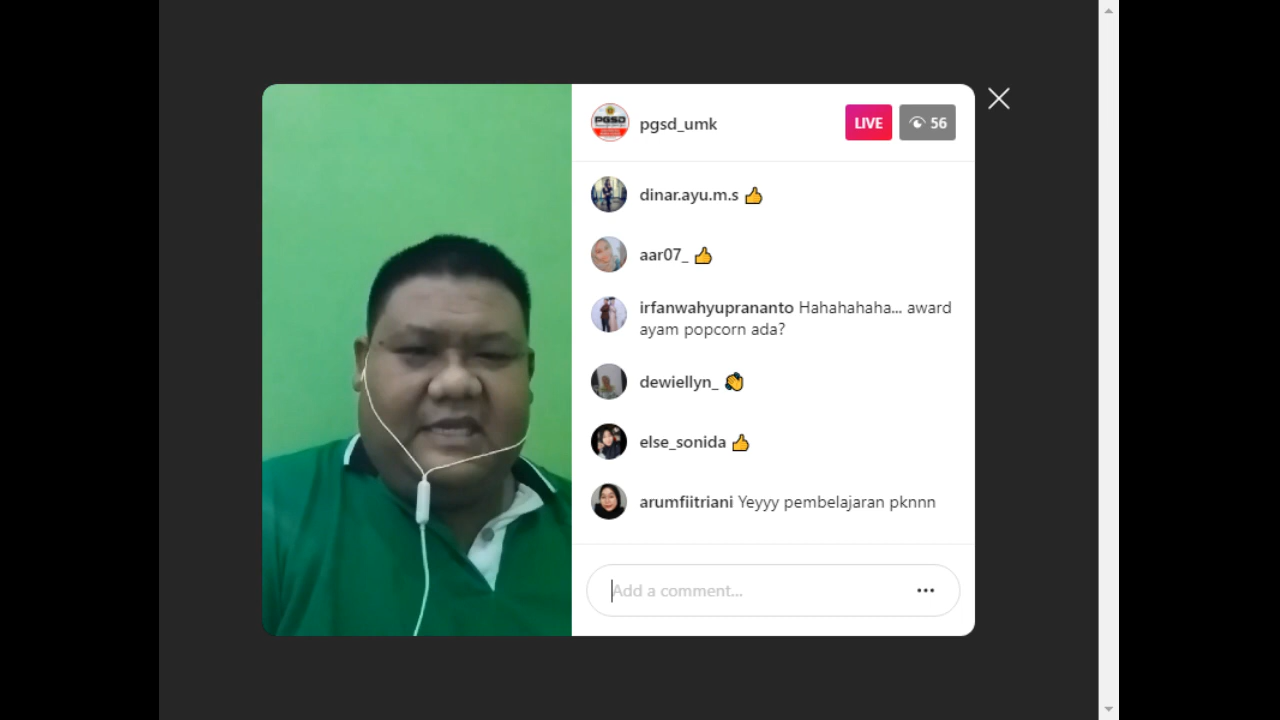 pgsd_umk
LIVE
56
PGSD
dinar.ayu.m.s 👍
aar07_ 👍
irfanwahyuprananto Hahahahaha... award
ayam popcorn ada?
dewiellyn_ 👏
else_sonida 👍
arumfiitriani Yeyyy pembelajaran pknnn
Add a comment...